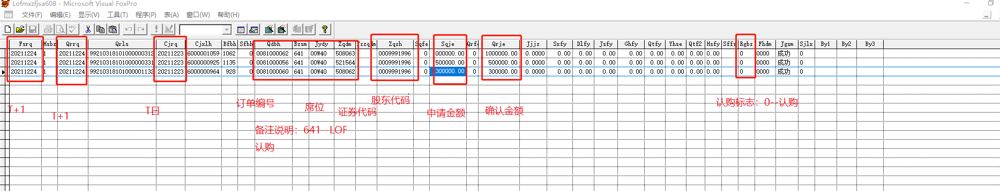 Lofmxzfjsa608 - Microsoft Visual FoxPro
文件(F) 编辑(E) 显示(V) 工具(T) 程序(P) 表(A) 窗口(W) 帮助(H)
Fsrq Hsbz Qrrq Qrls Cjrq Cjxlh Bfbh Sfbh Qdbh Bzsm Jydy Zqdm Zqzh Sqfe Sqje Qrfe Qrje Jjjz Sxfy Dlfy Jsfy Ghfy Qtfy Yhse Qtf2 Hsfy Sffs Rgbz Fhdm Jgsm Sjlx By1 By2 By3
20211224 1 20211224 99210318101000000312 20211223 6000001059 1062 0 0081000062 641 00W40 508063 0009991996 0 000000.00 0 1000000.00 0.0000 0.00 0.00 0.00 0.00 0.00 0.00 0.00 0.00 0 0000 成功 0
20211224 1 20211224 99210318101000000331 20211223 6000000925 1135 0 0081000056 641 00W40 521564 0009991996 0 500000.00 0 500000.00 0.0000 0.00 0.00 0.00 0.00 0.00 0.00 0.00 0.00 0 0000 成功 0
20211224 1 20211224 99210318101000001132 20211223 6000000964 928 0 0081000060 641 00W40 508062 0009991996 0 300000.00 0 300000.00 0.0000 0.00 0.00 0.00 0.00 0.00 0.00 0.00 0.00 0 0000 成功 0
T+1 T+1 T日 订单编号 席位 证券代码 股东代码 申请金额 确认金额 认购标志：0--认购
备注说明：641--LOF
认购